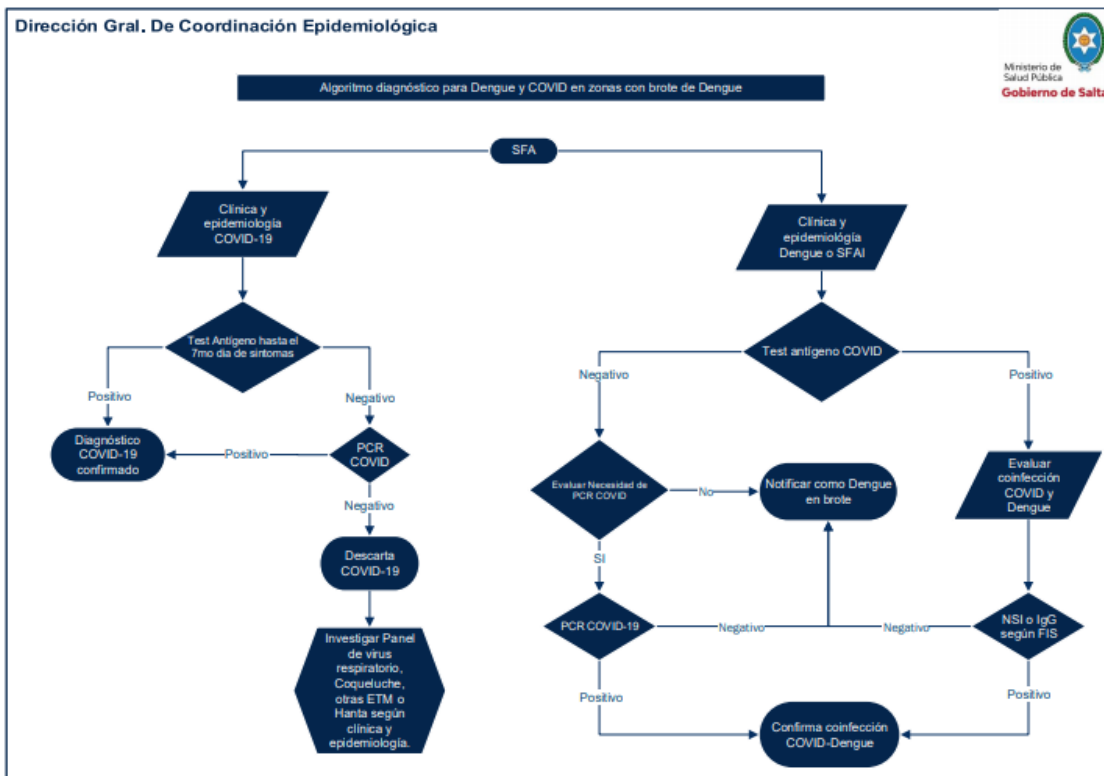 Dirección Gral. De Coordinación Epidemiológica
Ministerio de
Salud Pública
Gobierno de Salta
Algoritmo diagnóstico para Dengue y COVID en zonas con brote de Dengue
SFA
Clínica y
epidemiología
COVID-19
Clínica y
epidemiológía
Dengue o SFAI
Test Antígeno hasta el
7mo dia de sintomas
Test antígeno COVID
Positivo
Negativo
Negativo
Positivo
Diagnóstico
COVID-19
confirmado
Positivo
PCR
COVID
Evaluar Necesidad de
PCR COVID
No
Notificar como Dengue
en brote
Evaluar
coinfección
COVID y
Dengue
Negativo
SI
Descarta
COVID-19
PCR COVID-19
Negativo
Negativo
NSI o IgG
según FIS
Investigar Panel
de virus
respiratorio,
Coqueluche,
otras ETM o
Hanta según
clínica y
epidemiología.
Positivo
Positivo
Confirma coinfección
COVID-Dengue